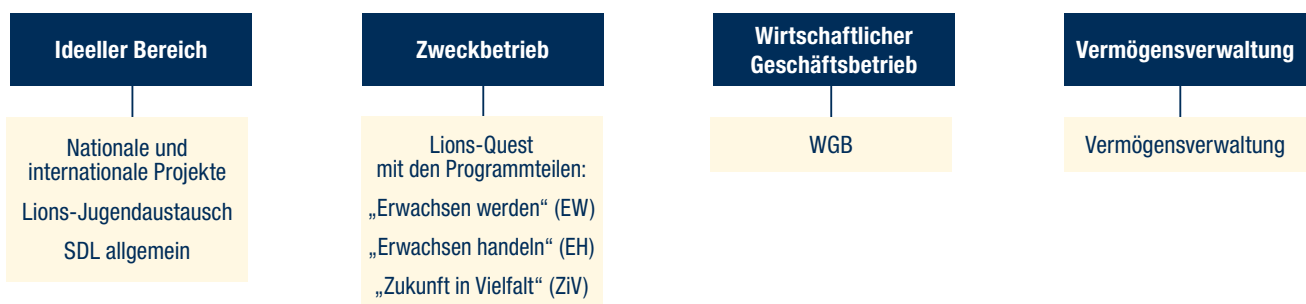 Ideeller Bereich
Nationale und
internationale Projekte
Lions-Jugendaustausch
SDL allgemein
Zweckbetrieb
Lions-Quest
mit den Programmteilen:
„Erwachsen werden“ (EW)
„Erwachsen handeln“ (EH)
„Zukunft in Vielfalt“ (ZiV)
Wirtschaftlicher
Geschäftsbetrieb
WGB
Vermögensverwaltung
Vermögensverwaltung